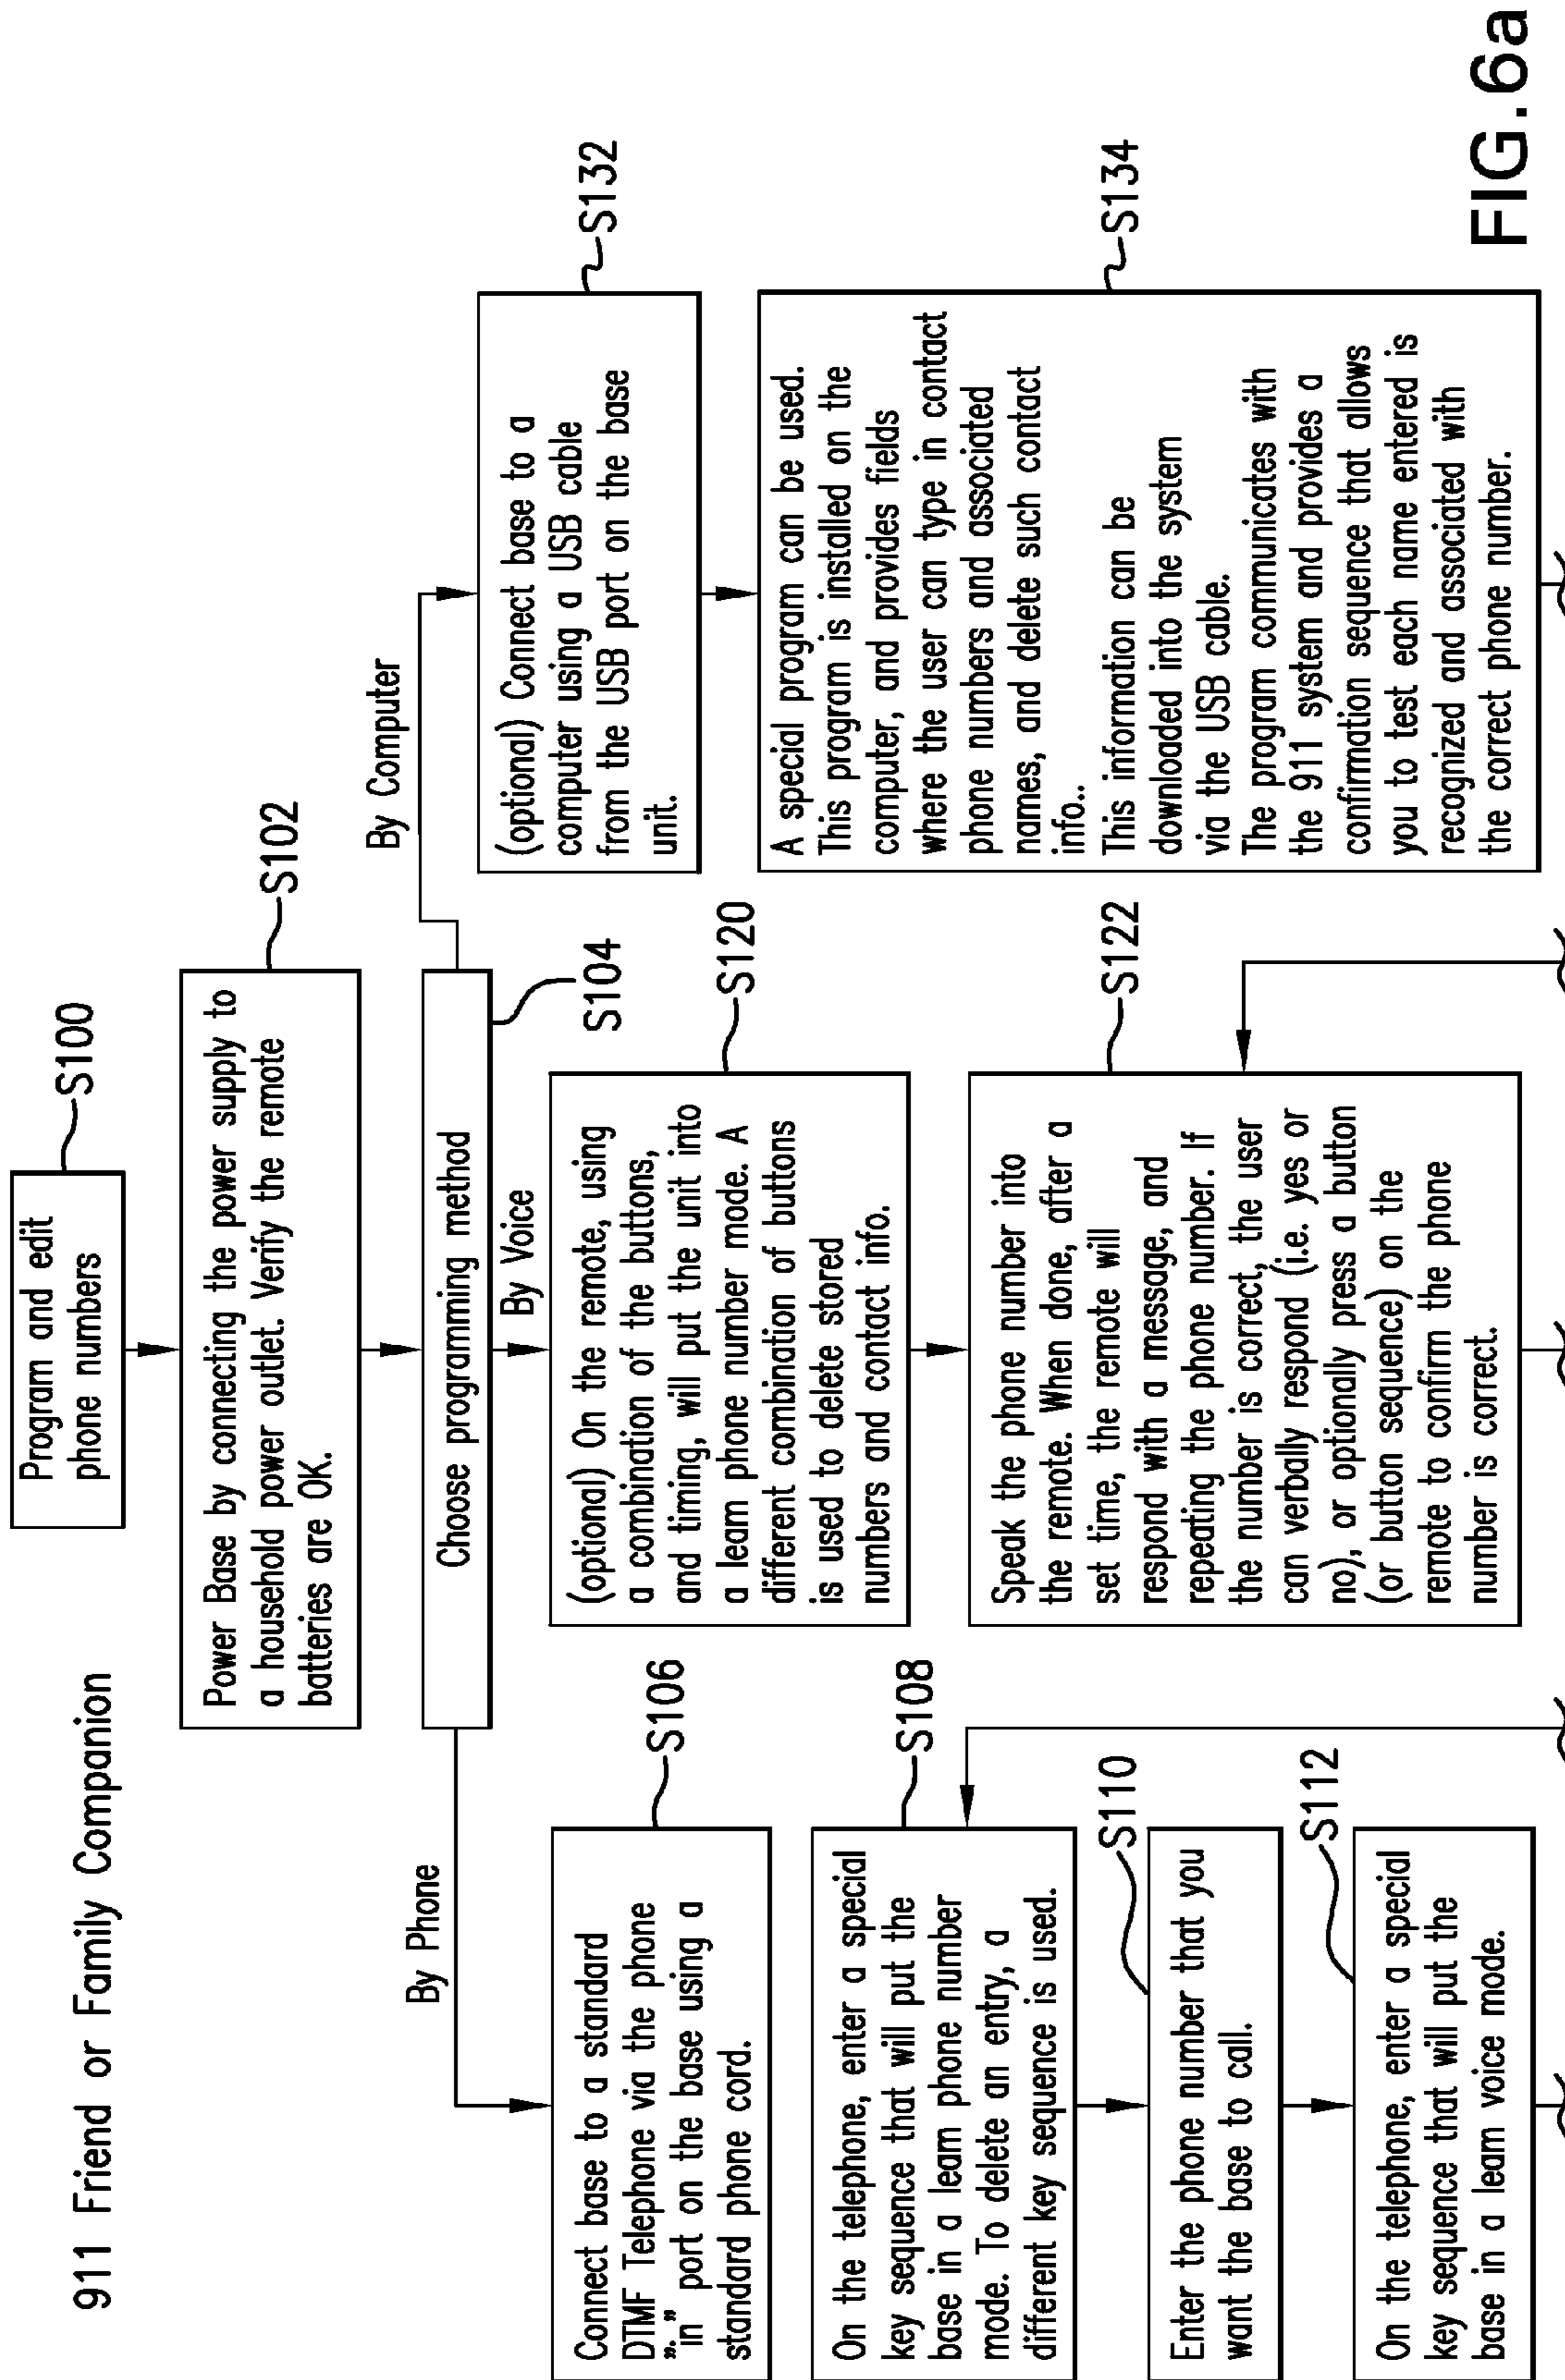 911 Friend or Family Companion
Program and edit
phone numbers
S100
Power Base by connecting the power supply to
a household power outlet. Verify the remote
batteries are OK.
S102
Choose programming method
S104
By Phone
By Voice
By Computer
Connect base to a standard
DTMF Telephone via the phone
”in” port on the base using a
standard phone cord.
S106
On the telephone, enter a special
key sequence that will put the
base in a learn phone number
mode. To delete an entry, a
different key sequence is used.
S108
Enter the phone number that you
want the base to call.
S110
On the telephone, enter a special
key sequence that will put the
base in a learn voice mode.
S112
(optional) On the remote, using
a combination of the buttons,
and timing, will put the unit into
a learn phone number mode. A
different combination of buttons
is used to delete stored
numbers and contact info.
S120
Speak the phone number into
the remote. When done, after a
set time, the remote will
respond with a message, and
repeating the phone number. If
the number is correct, the user
can verbally respond (i.e. yes or
no), or optionally press a button
(or button sequence) on the
remote to confirm the phone
number is correct.
S122
(optional) Connect base to a
computer using a USB cable
from the USB port on the base
unit.
S132
A special program can be used.
This program is installed on the
computer, and provides fields
where the user can type in contact
phone numbers and associated
names, and delete such contact
info..
This information can be
downloaded into the system
via the USB cable.
The program communicates with
the 911 system and provides a
confirmation sequence that allows
you to test each name entered is
recognized and associated with
the correct phone number.
S134
FIG.6a